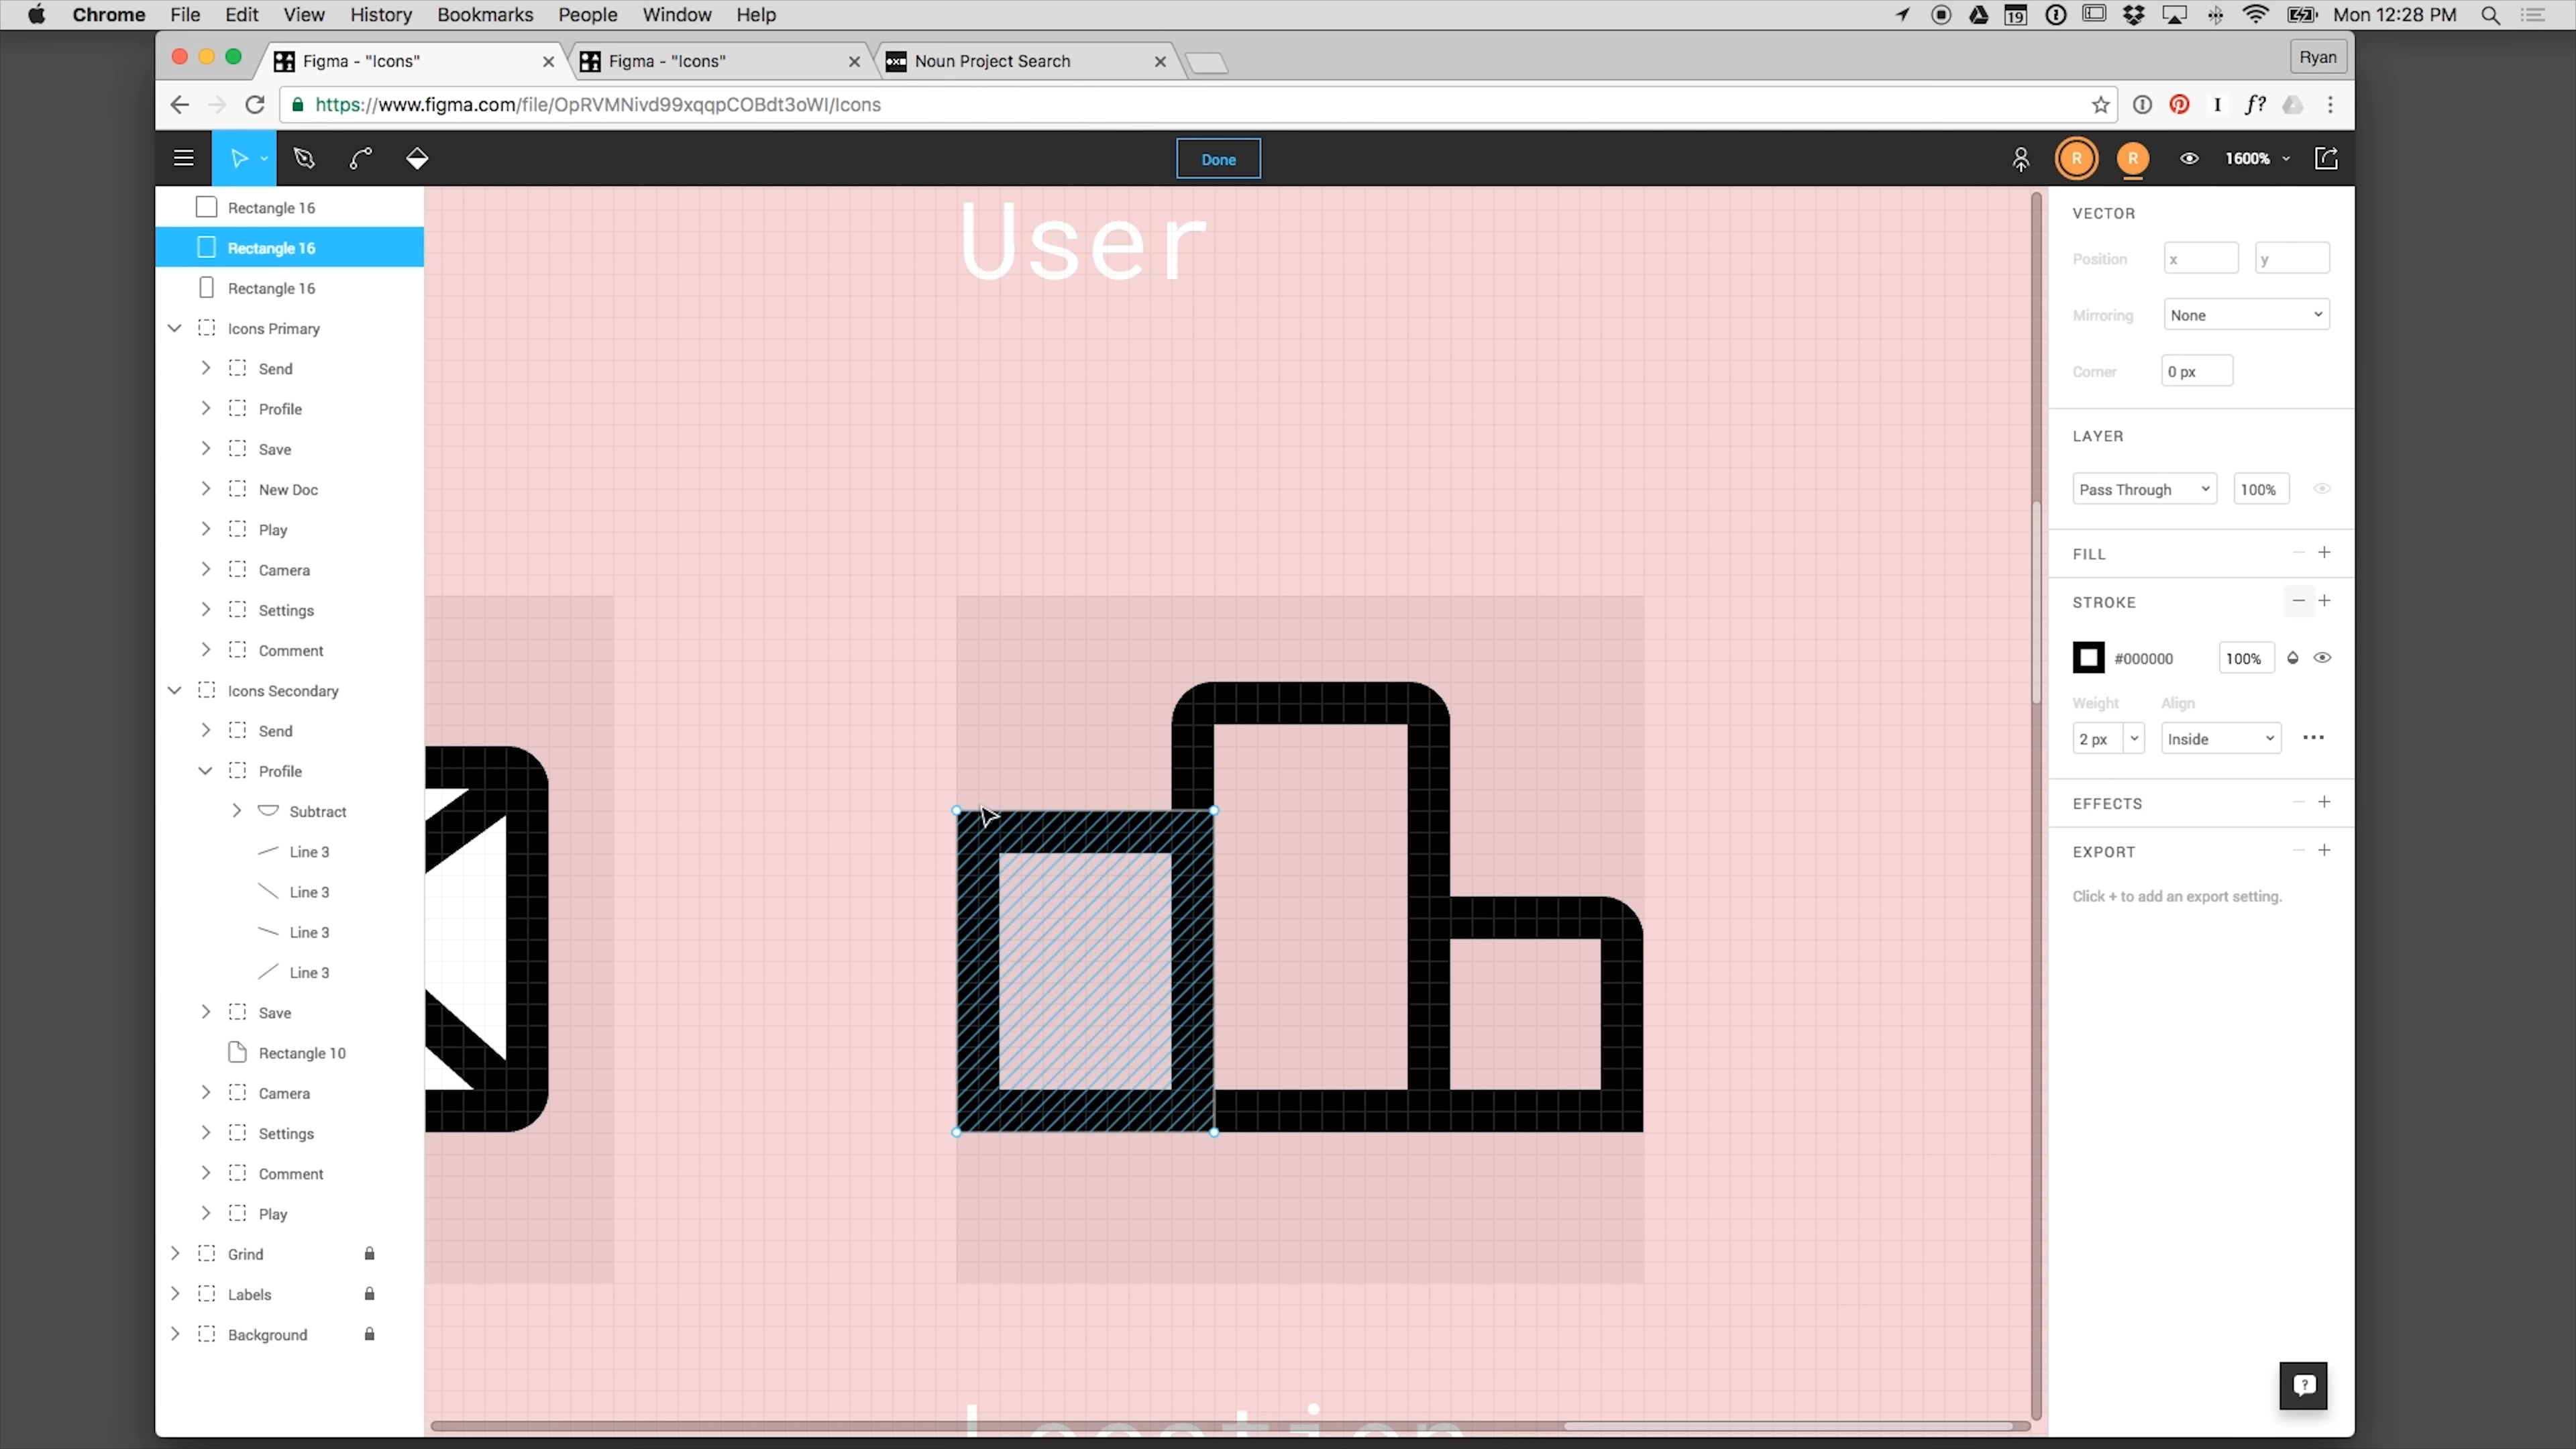 Chrome File Edit View History Bookmarks People Window Help
19
Mon 12:28 PM
Figma - "Icons"
Figma - "Icons"
Noun Project Search
Ryan
https://www.figma.com/file/OpRVMNivd99xqqpCOBdt3oWI/Icons
Done
R
R
1600%
Rectangle 16
Rectangle 16
Rectangle 16
Icons Primary
Send
Profile
Save
New Doc
Play
Camera
Settings
Comment
Icons Secondary
Send
Profile
Subtract
Line 3
Line 3
Line 3
Line 3
Save
Rectangle 10
Camera
Settings
Comment
Play
Grind
Labels
Background
User
Location
VECTOR
Position x y
Mirroring None
Corner 0 px
LAYER
Pass Through 100%
FILL
STROKE
#000000 100%
Weight Align
2 px Inside
EFFECTS
EXPORT
Click + to add an export setting.